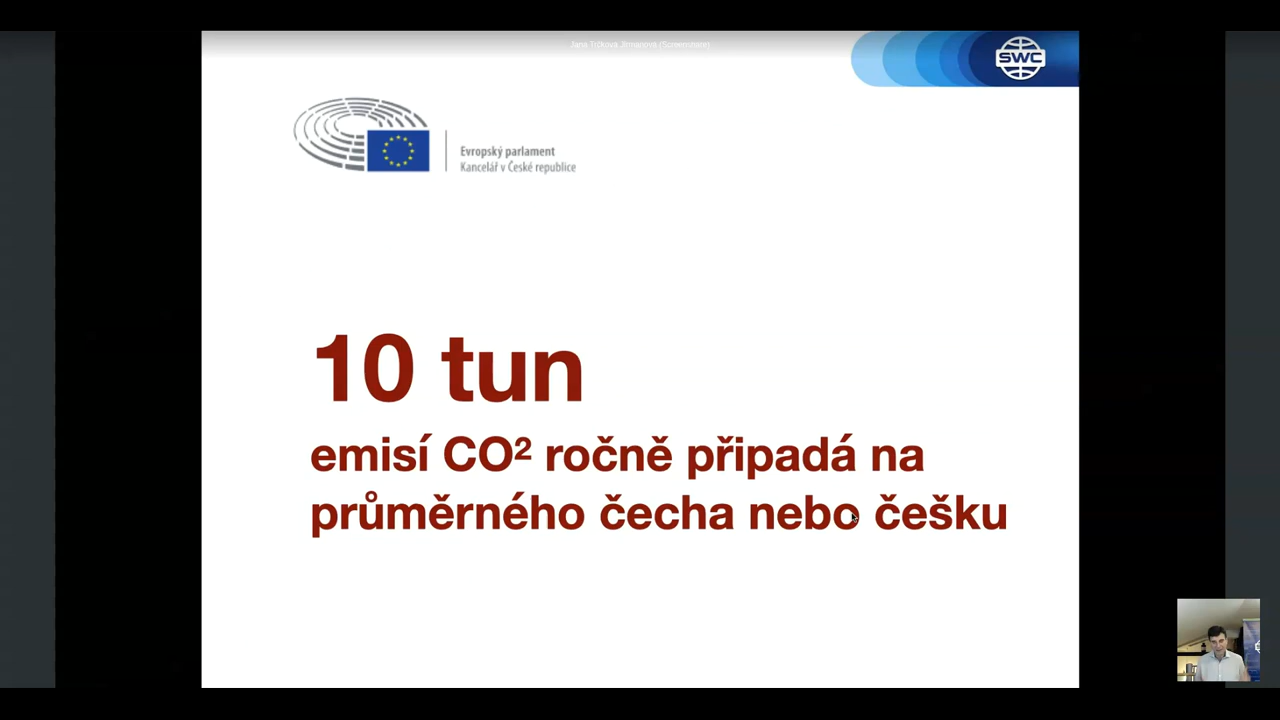 SWC
Evropský parlament
Kancelář v České republice
10 tun
emisí CO² ročně připadá na
průměrného čecha nebo češku